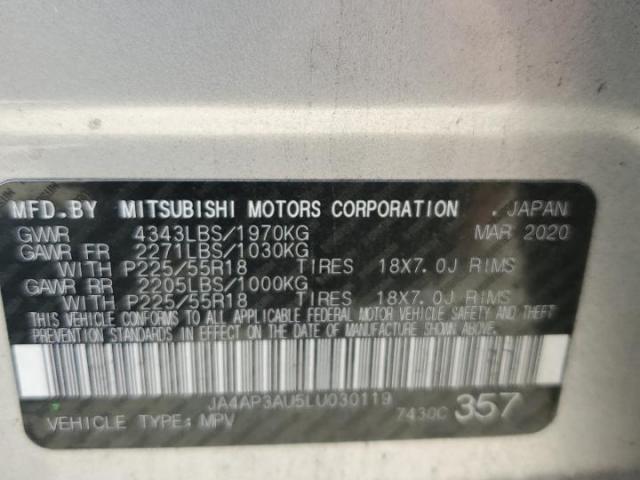 MFD.BY MITSUBISHI MOTORS CORPORATION . JAPAN
GVWR 4343LBS/1970KG MAR 2020
GAWR FR 2271LBS/1030KG
WITH P225/55R18 TIRES 18X7.0J RIMS
GAWR RR 2205LBS/1000KG
WITH P225/55R18 TIRES 18X7.0J RIMS
THIS VEHICLE CONFORMS TO ALL APPLICABLE FEDERAL MOTOR VEHICLE SAFETY AND THEFT
PREVENTION STANDARDS IN EFFECT ON THE DATE OF MANUFACTURE SHOWN ABOVE.
JA4AP3AU5LU030119 7430C 357
VEHICLE TYPE: MPV